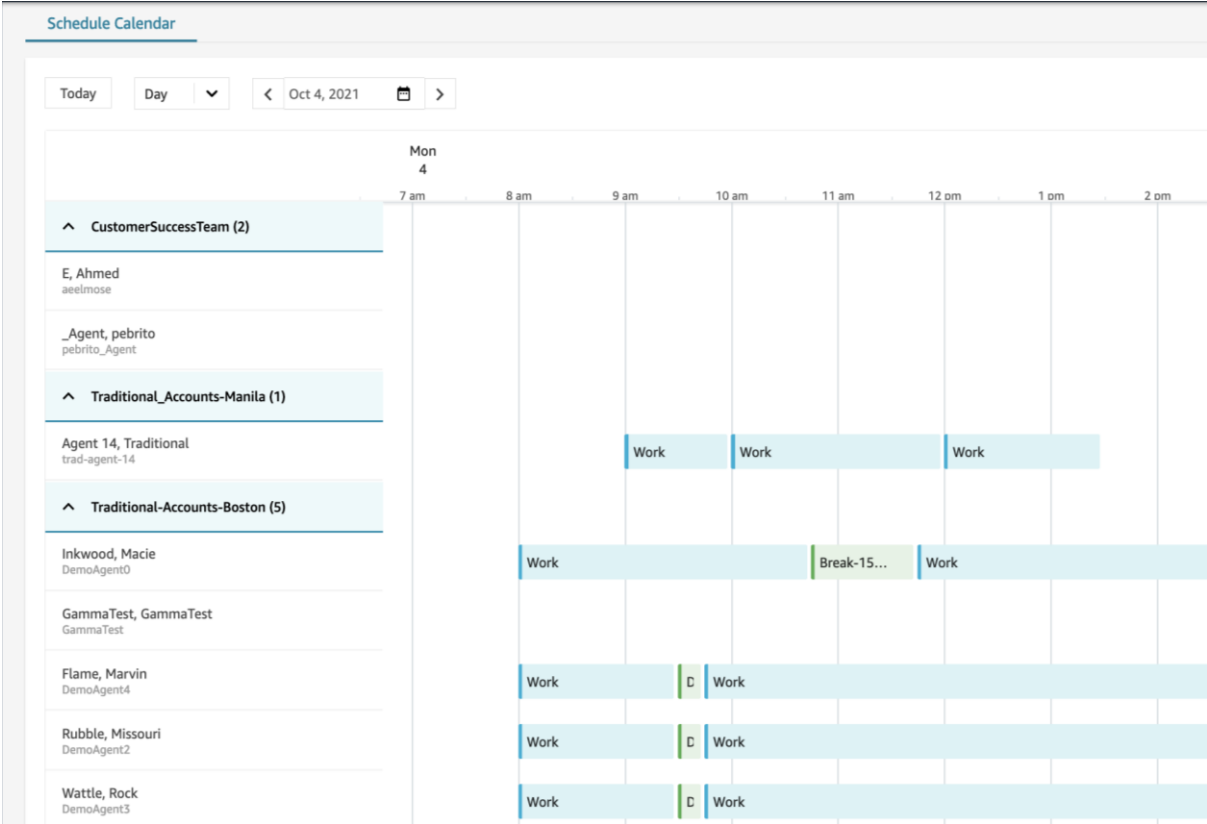 Schedule Calendar
Today
Day
Oct 4, 2021
Mon
4
7 am 8 am 9 am 10 am 11 am 12 pm 1 pm 2 pm
CustomerSuccessTeam (2)
E, Ahmed
aeelmose
_Agent, pebrito
pebrito_Agent
Traditional_Accounts-Manila (1)
Agent 14, Traditional
trad-agent-14
Work Work Work
Traditional-Accounts-Boston (5)
Inkwood, Macie
DemoAgent0
Work Break-15... Work
GammaTest, GammaTest
GammaTest
Flame, Marvin
DemoAgent4
Work Work
Rubble, Missouri
DemoAgent2
Work Work
Wattle, Rock
DemoAgent3
Work Work